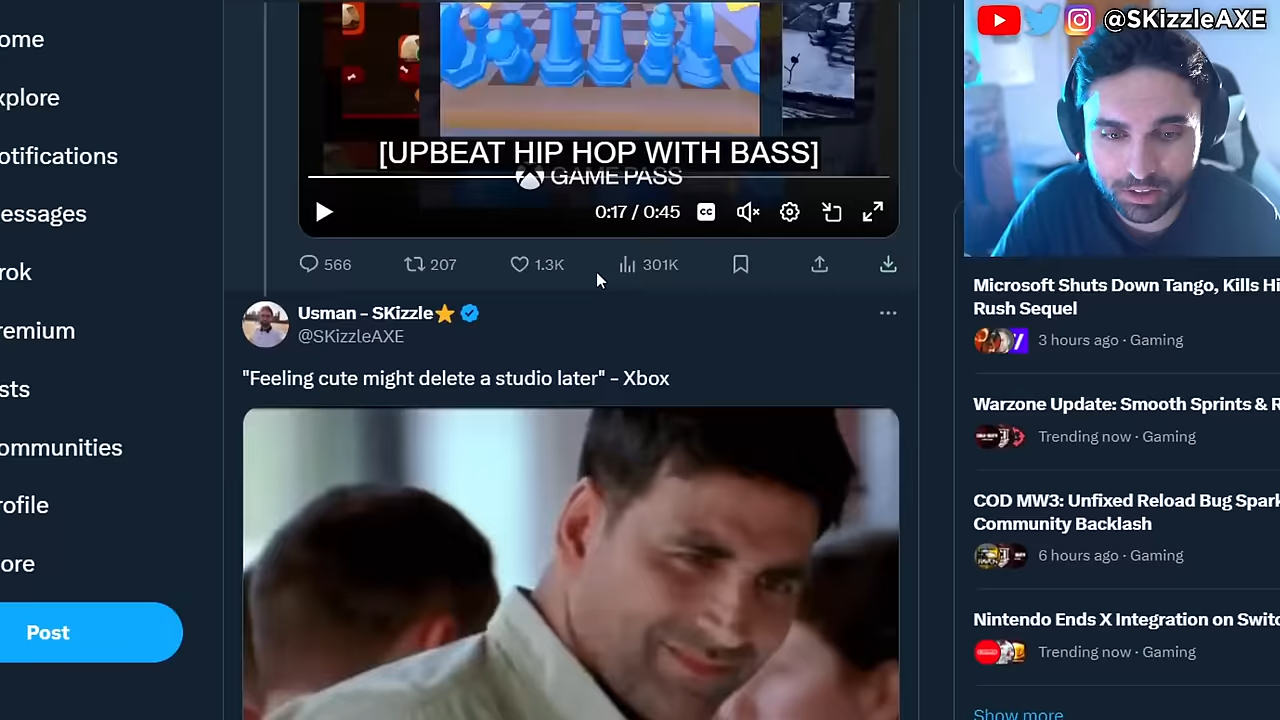 @SKizzleAXE
ome
xplore
otifications
essages
rok
remium
sts
ommunities
rofile
ore
Post
[UPBEAT HIP HOP WITH BASS]
GAME PASS
0:17 / 0:45
CC
566
207
1.3K
301K
Usman – SKizzle
@SKizzleAXE
"Feeling cute might delete a studio later" - Xbox
Microsoft Shuts Down Tango, Kills Hi
Rush Sequel
3 hours ago · Gaming
Warzone Update: Smooth Sprints & R
Trending now · Gaming
COD MW3: Unfixed Reload Bug Spark
Community Backlash
6 hours ago · Gaming
Nintendo Ends X Integration on Switc
Trending now · Gaming
Show more